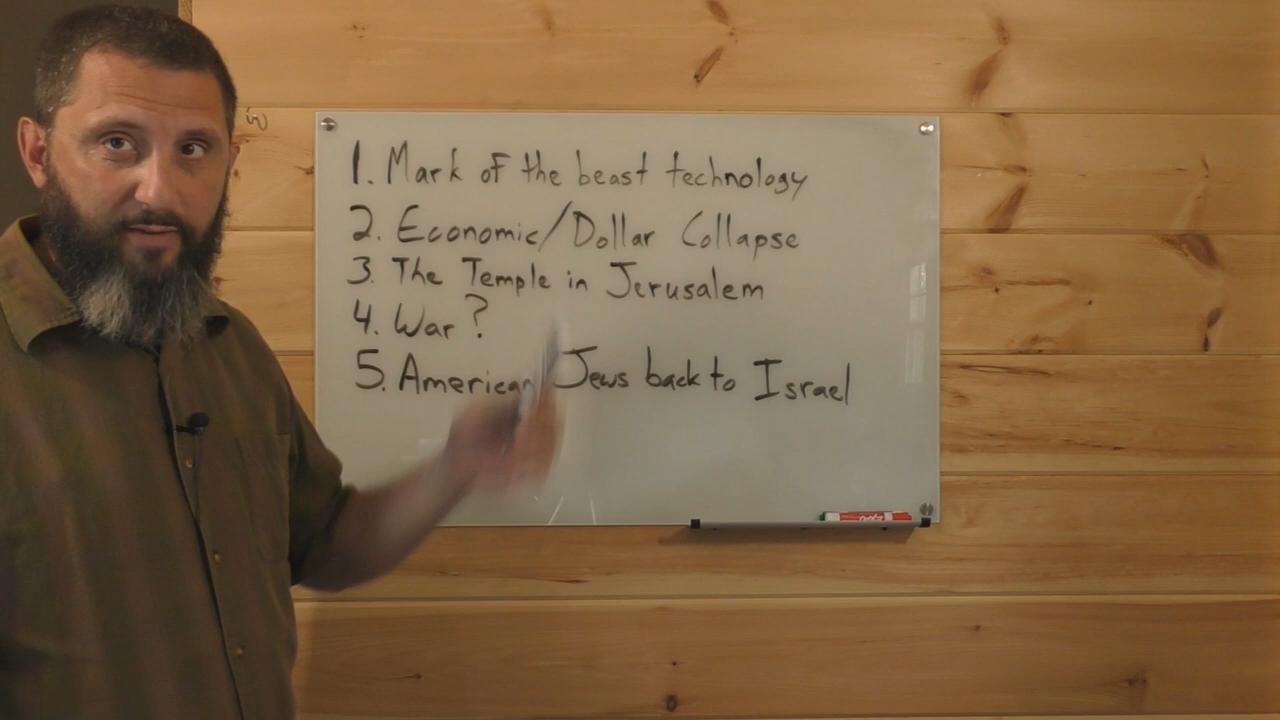 1. Mark of the beast technology
2. Economic/Dollar Collapse
3. The Temple in Jerusalem
4. War?
5. American Jews back to Israel
expo